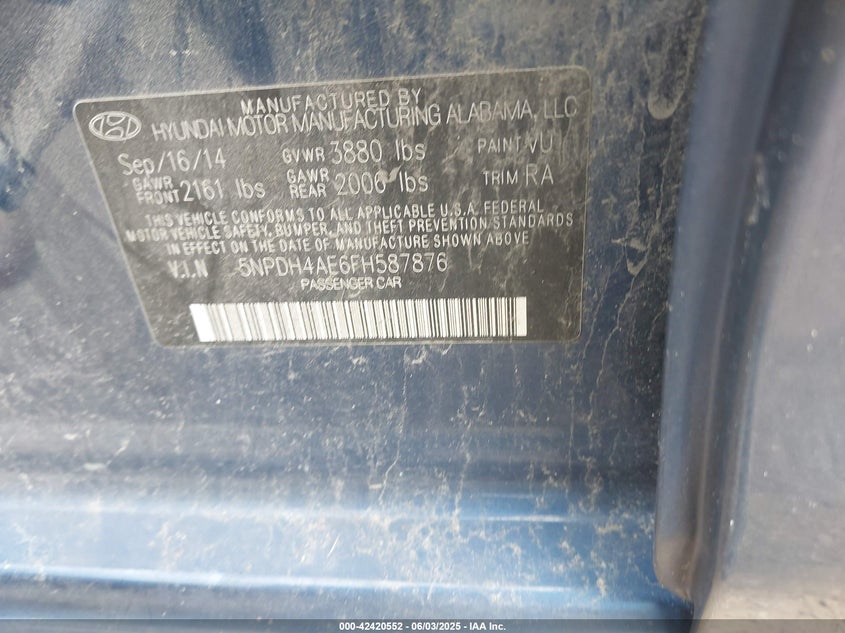 MANUFACTURED BY
HYUNDAI MOTOR MANUFACTURING ALABAMA, LLC
Sep/16/14 GVWR 3880 lbs PAINT VU1
GAWR FRONT 2161 lbs GAWR REAR 2006 lbs TRIM RA
THIS VEHICLE CONFORMS TO ALL APPLICABLE U.S.A. FEDERAL
MOTOR VEHICLE SAFETY, BUMPER, AND THEFT PREVENTION STANDARDS
IN EFFECT ON THE DATE OF MANUFACTURE SHOWN ABOVE
V.I.N 5NPDH4AE6FH587876
PASSENGER CAR
000-42420552 - 06/03/2025 - IAA Inc.